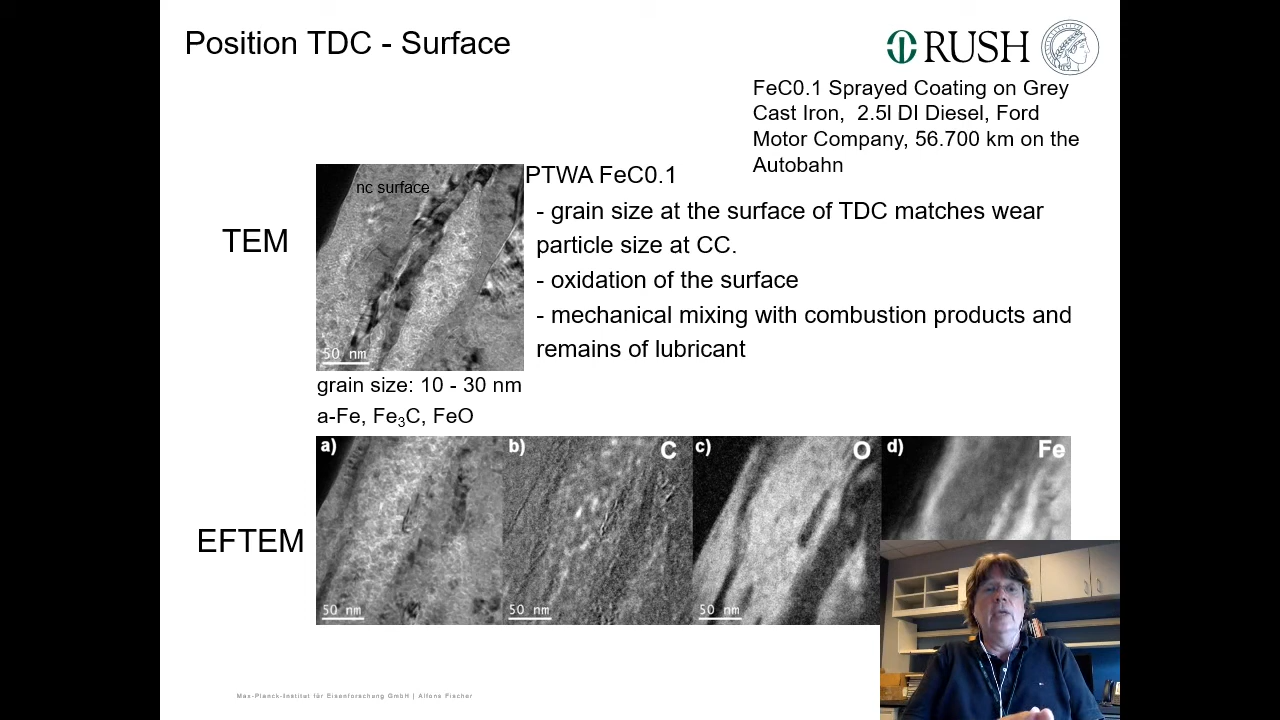 Position TDC - Surface
RUSH
FeC0.1 Sprayed Coating on Grey
Cast Iron,  2.5l DI Diesel, Ford
Motor Company, 56.700 km on the
Autobahn
nc surface
PTWA FeC0.1
- grain size at the surface of TDC matches wear
particle size at CC.
TEM
- oxidation of the surface
- mechanical mixing with combustion products and
remains of lubricant
50 nm
grain size: 10 - 30 nm
a-Fe, Fe₃C, FeO
a)
b)
C
c)
O
d)
Fe
EFTEM
50 nm
50 nm
50 nm
Max-Planck-Institut für Eisenforschung GmbH | Alfons Fischer